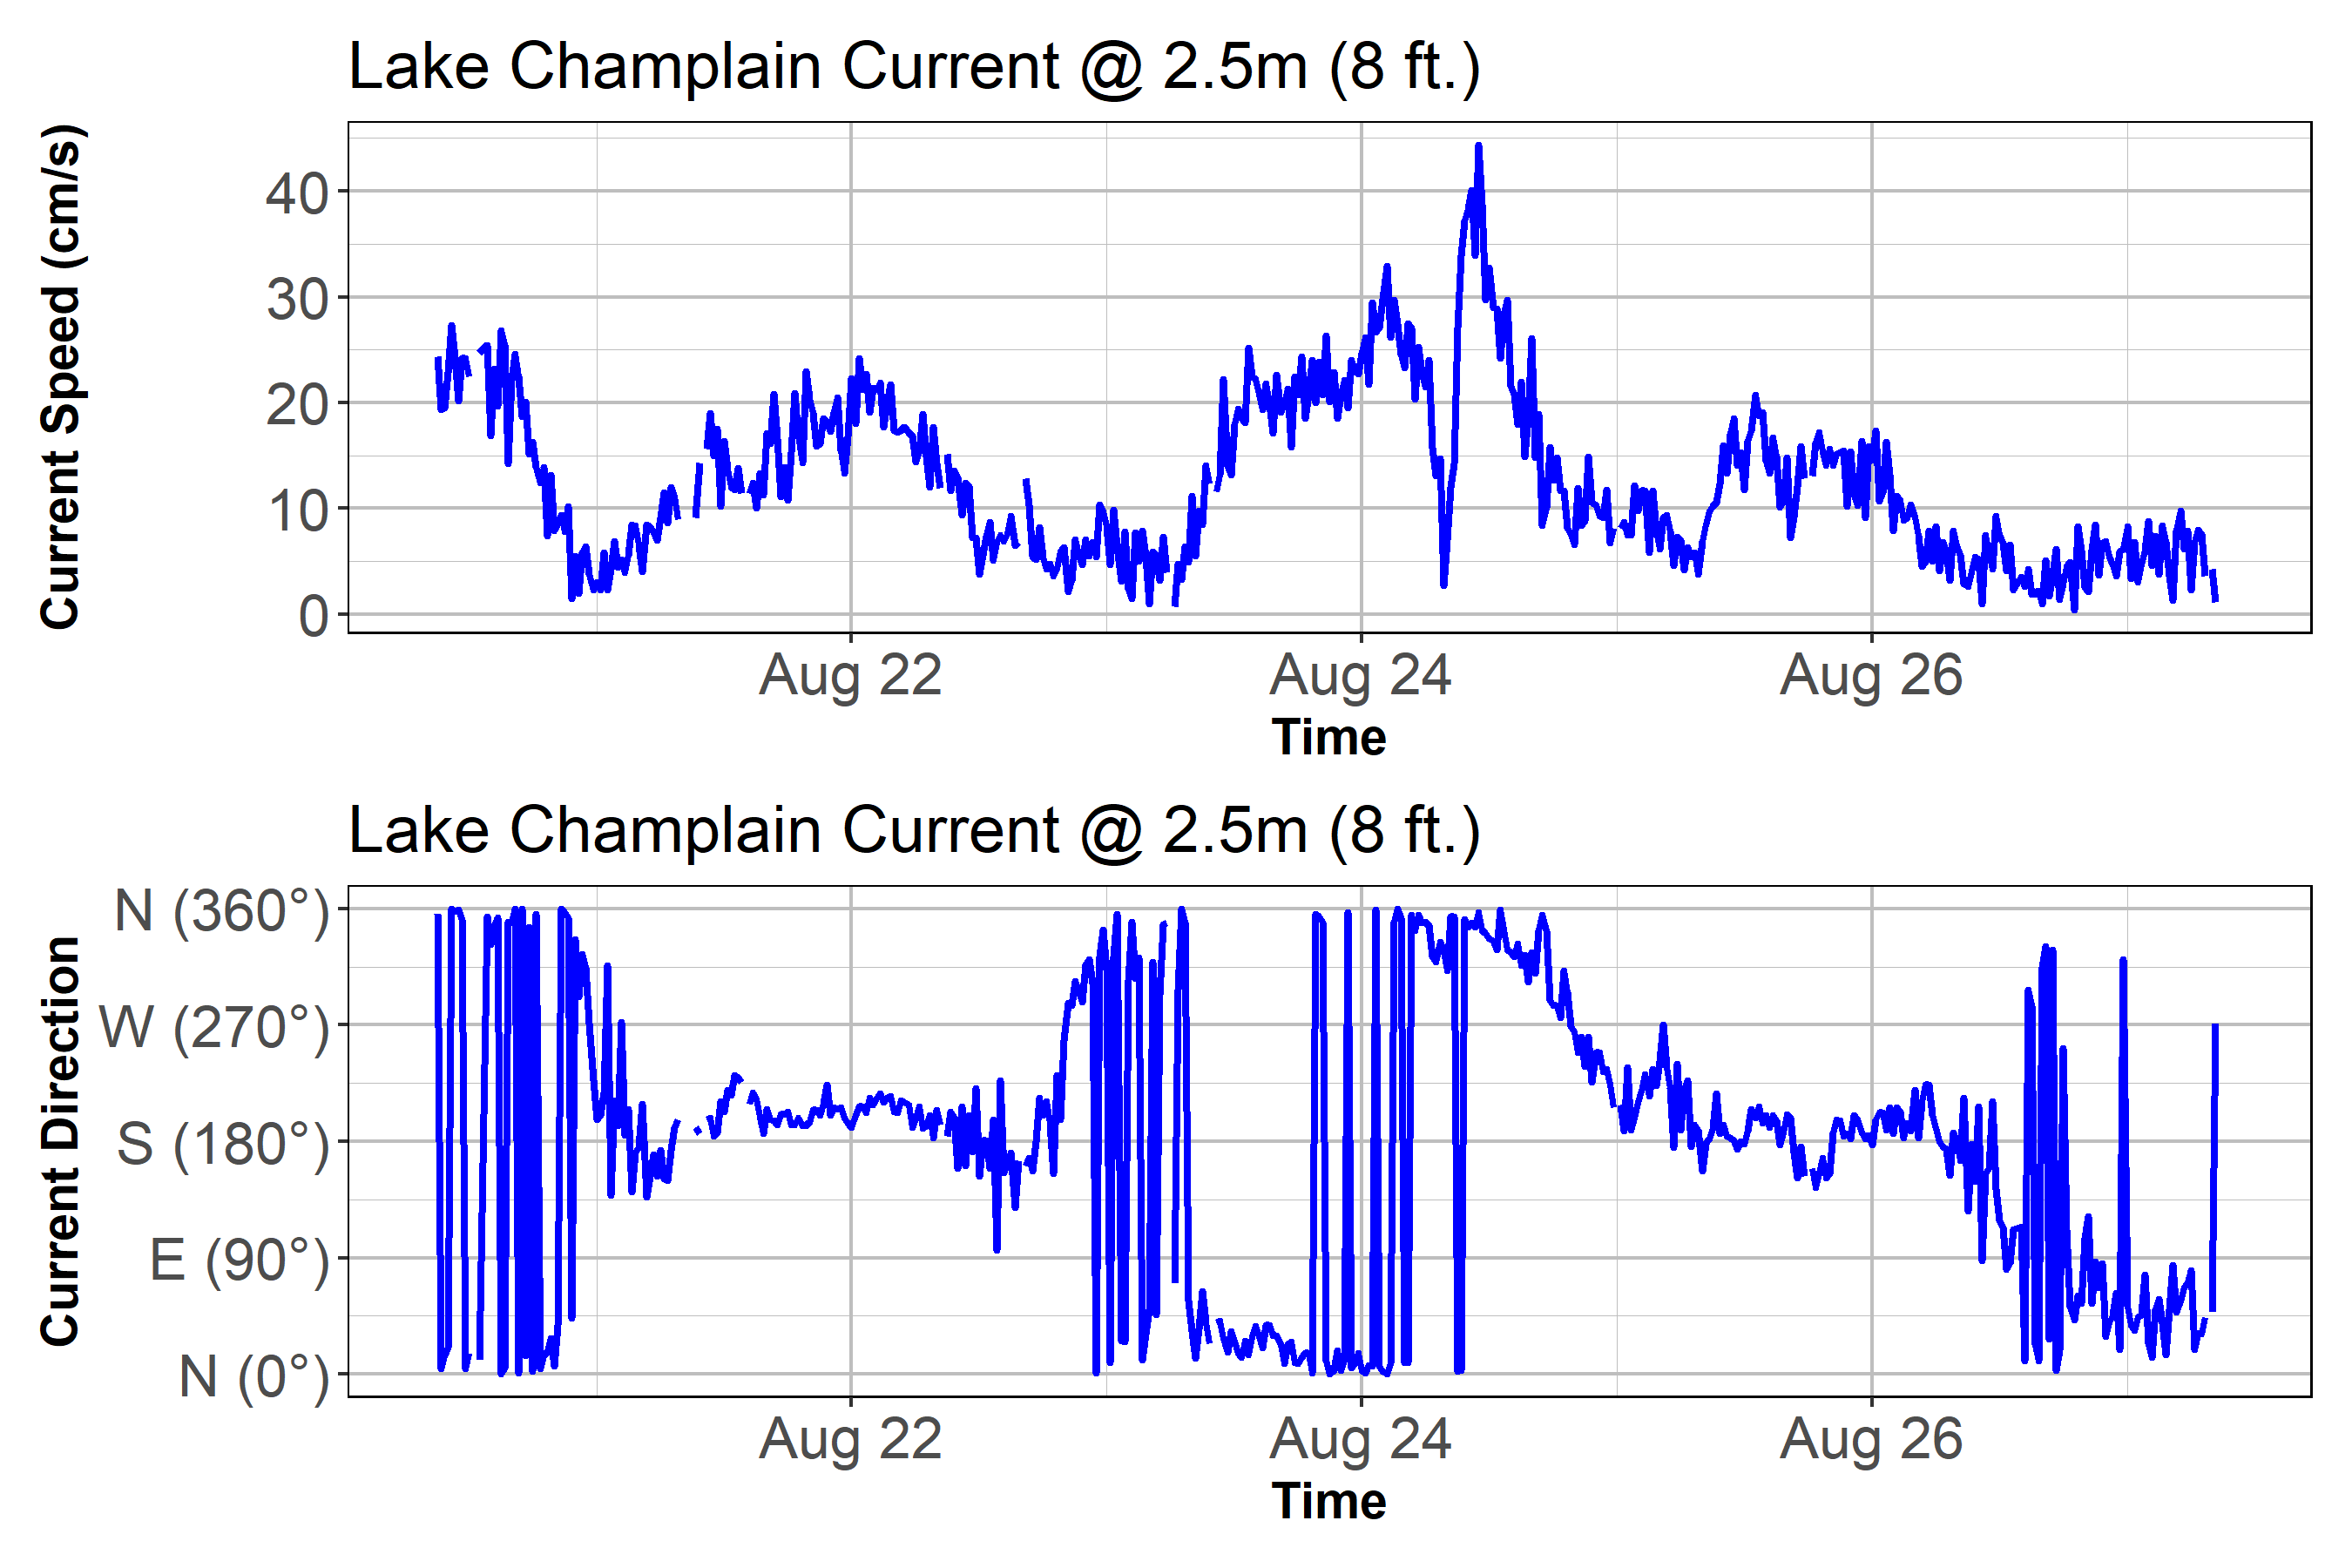 Lake Champlain Current @ 2.5m (8 ft.)
Current Speed (cm/s)
40
30
20
10
0
Aug 22
Aug 24
Aug 26
Time
Lake Champlain Current @ 2.5m (8 ft.)
Current Direction
N (360°)
W (270°)
S (180°)
E (90°)
N (0°)
Aug 22
Aug 24
Aug 26
Time